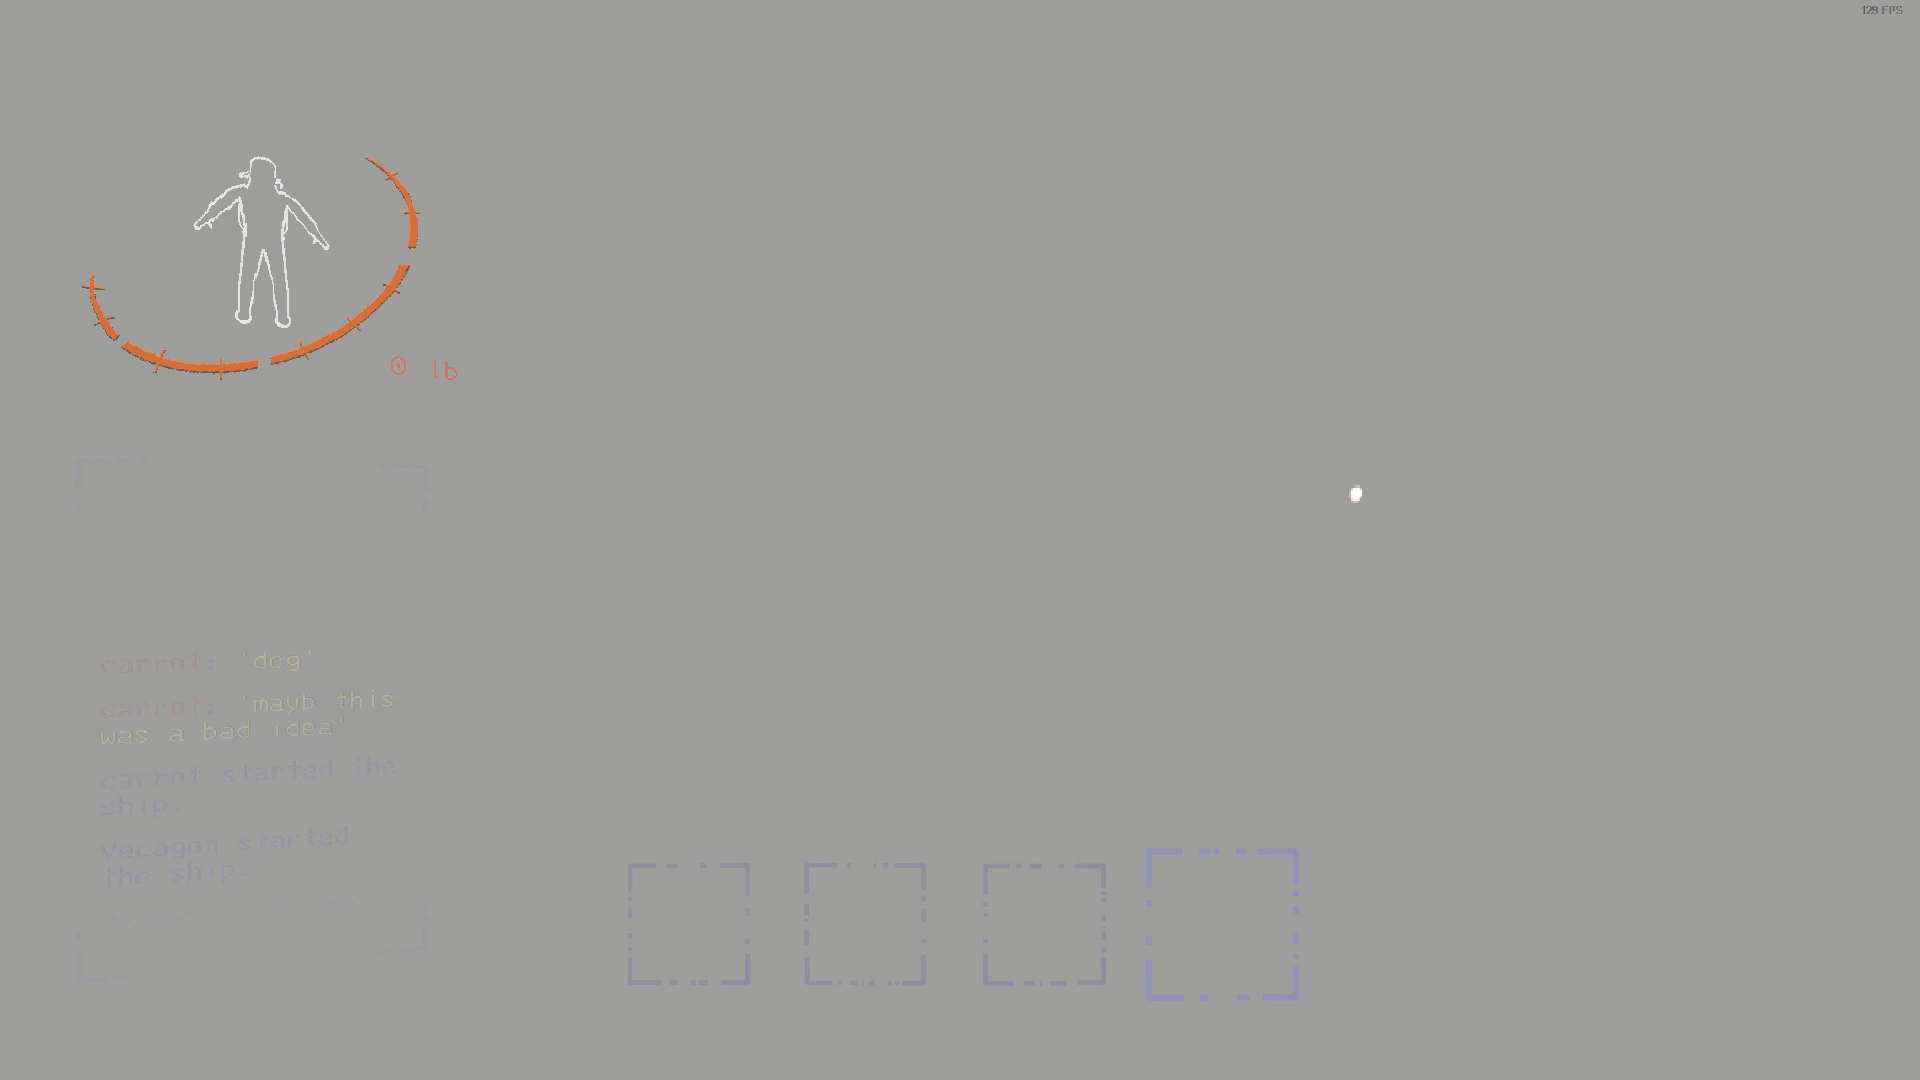 129 FPS
0 lb
carrot: 'dog'
carrot: 'mayb this
was a bad idea'
carrot started the
ship.
Vecagon started
the ship.